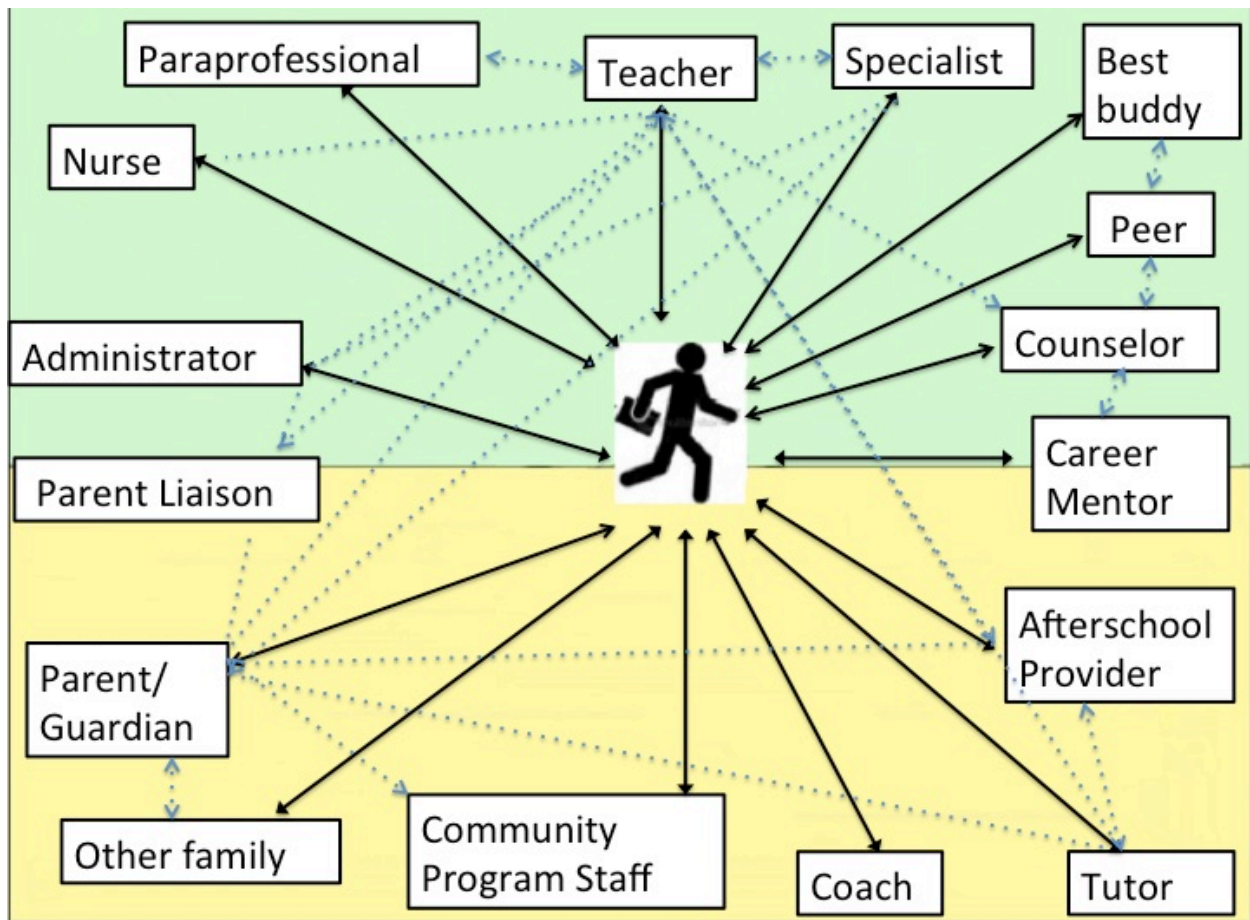 Paraprofessional
Teacher
Specialist
Best
buddy
Nurse
Peer
Administrator
Counselor
Parent Liaison
Career
Mentor
Parent/
Guardian
Afterschool
Provider
Other family
Community
Program Staff
Coach
Tutor